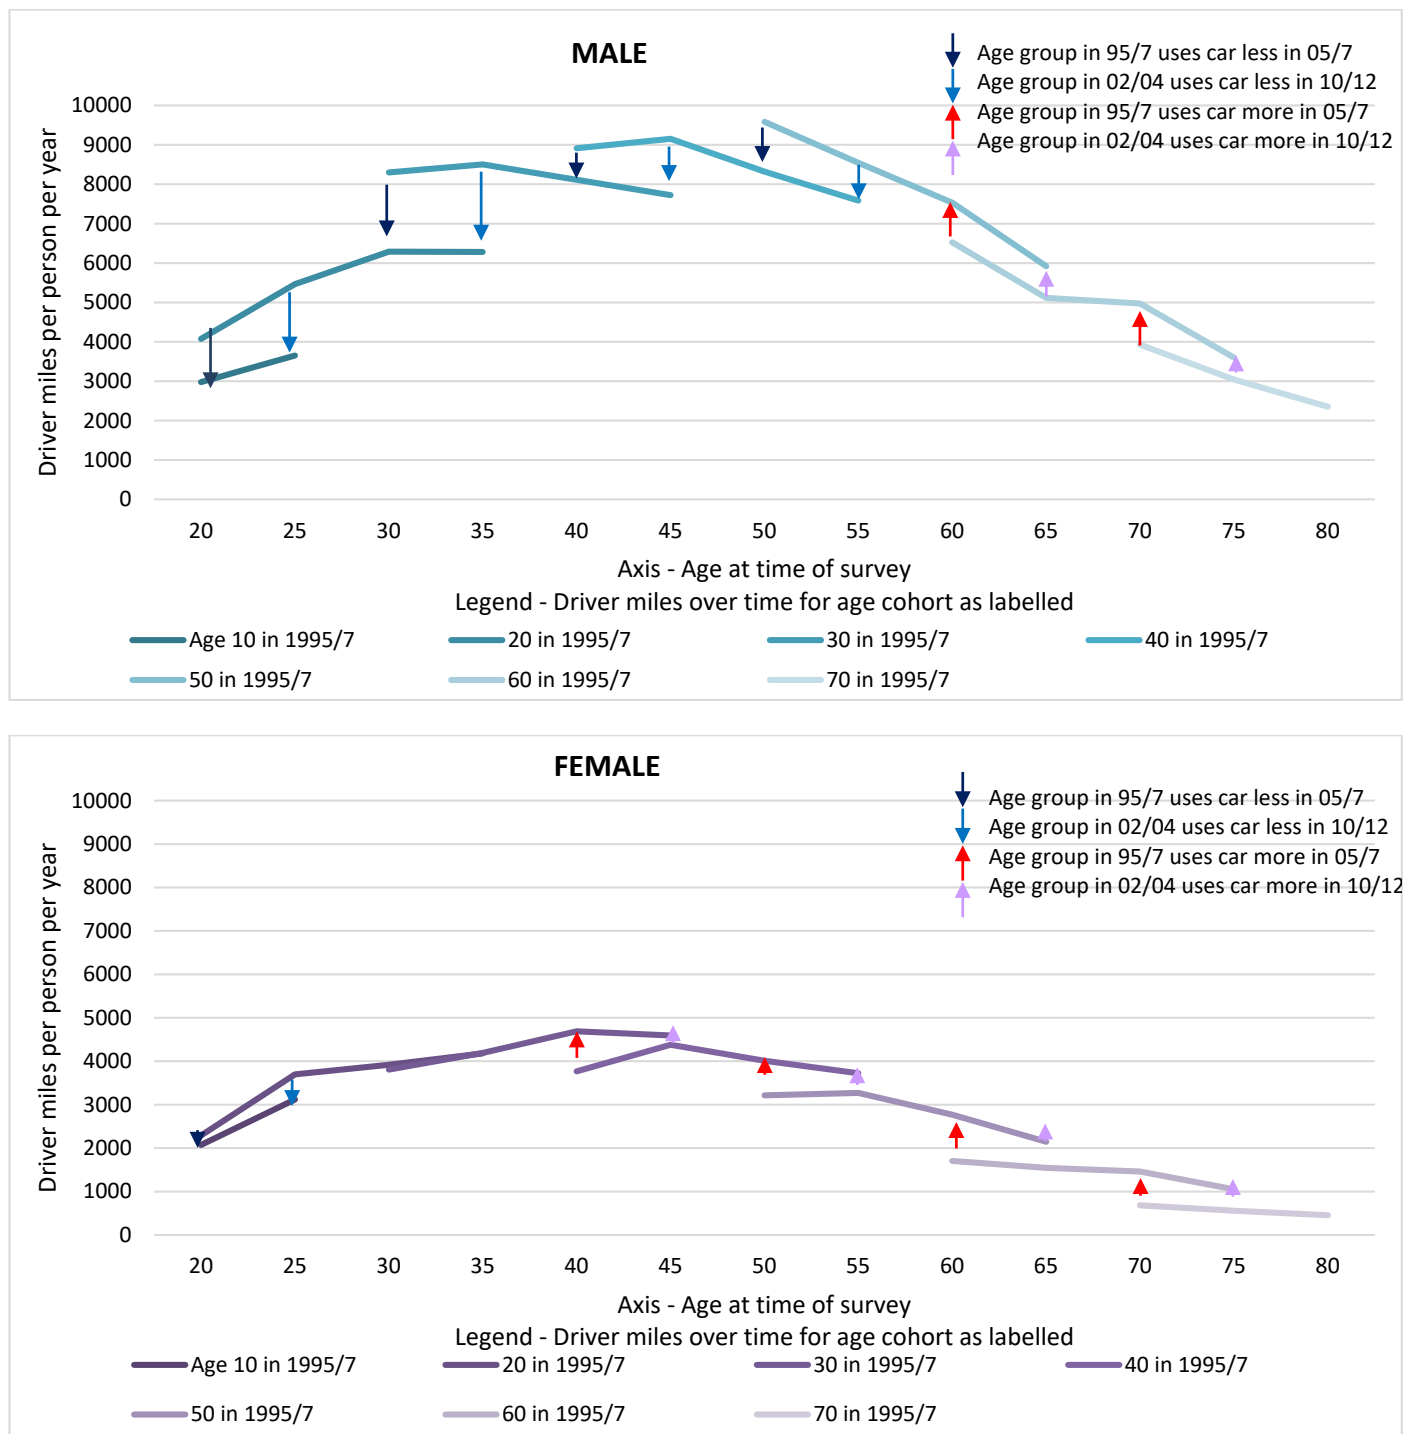 MALE
Age group in 95/7 uses car less in 05/7
Age group in 02/04 uses car less in 10/12
Age group in 95/7 uses car more in 05/7
Age group in 02/04 uses car more in 10/12
Driver miles per person per year
10000
9000
8000
7000
6000
5000
4000
3000
2000
1000
0
20 25 30 35 40 45 50 55 60 65 70 75 80
Axis - Age at time of survey
Legend - Driver miles over time for age cohort as labelled
Age 10 in 1995/7 20 in 1995/7 30 in 1995/7 40 in 1995/7
50 in 1995/7 60 in 1995/7 70 in 1995/7
FEMALE
Age group in 95/7 uses car less in 05/7
Age group in 02/04 uses car less in 10/12
Age group in 95/7 uses car more in 05/7
Age group in 02/04 uses car more in 10/12
Driver miles per person per year
10000
9000
8000
7000
6000
5000
4000
3000
2000
1000
0
20 25 30 35 40 45 50 55 60 65 70 75 80
Axis - Age at time of survey
Legend - Driver miles over time for age cohort as labelled
Age 10 in 1995/7 20 in 1995/7 30 in 1995/7 40 in 1995/7
50 in 1995/7 60 in 1995/7 70 in 1995/7